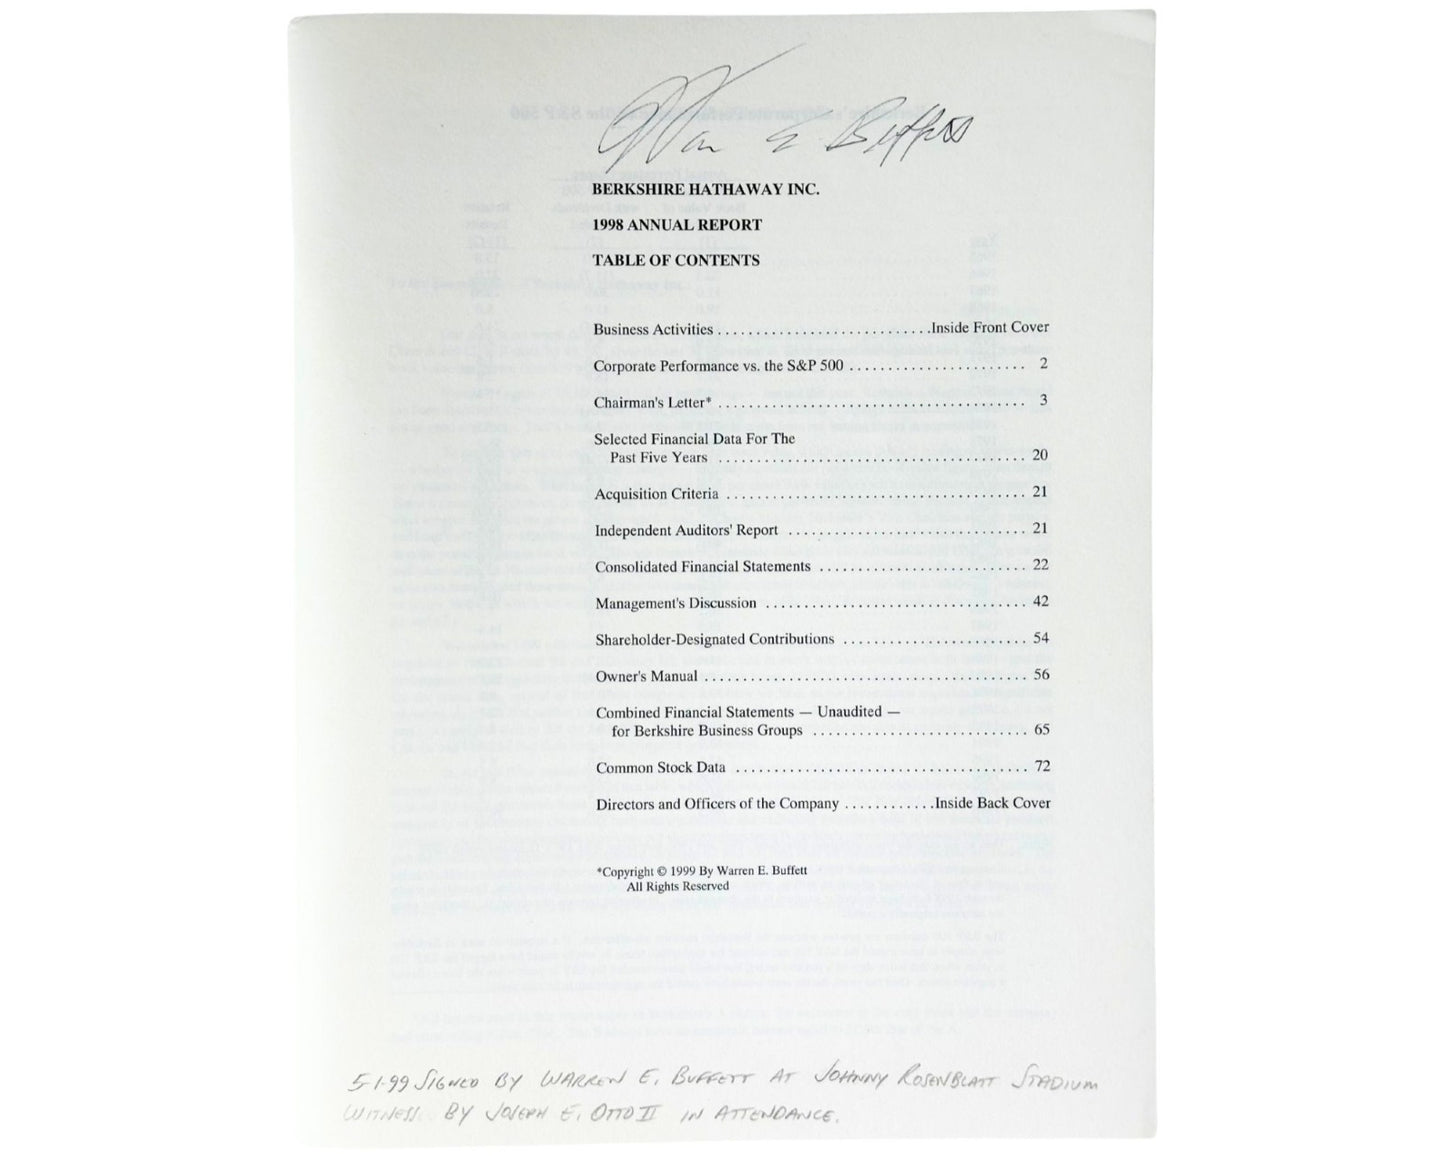 Warren E Buffett
BERKSHIRE HATHAWAY INC.
1998 ANNUAL REPORT
TABLE OF CONTENTS
Business Activities ............................Inside Front Cover
Corporate Performance vs. the S&P 500 ....................... 2
Chairman's Letter* ........................................ 3
Selected Financial Data For The
Past Five Years ........................................ 20
Acquisition Criteria ....................................... 21
Independent Auditors' Report ............................... 21
Consolidated Financial Statements ........................... 22
Management's Discussion .................................. 42
Shareholder-Designated Contributions ........................ 54
Owner's Manual .......................................... 56
Combined Financial Statements — Unaudited —
for Berkshire Business Groups ............................ 65
Common Stock Data ...................................... 72
Directors and Officers of the Company ............Inside Back Cover
*Copyright © 1999 By Warren E. Buffett
All Rights Reserved
5-1-99 SIGNED BY WARREN E. BUFFETT AT JOHNNY ROSENBLATT STADIUM
WITNESS BY JOSEPH E. OTTO II IN ATTENDANCE.